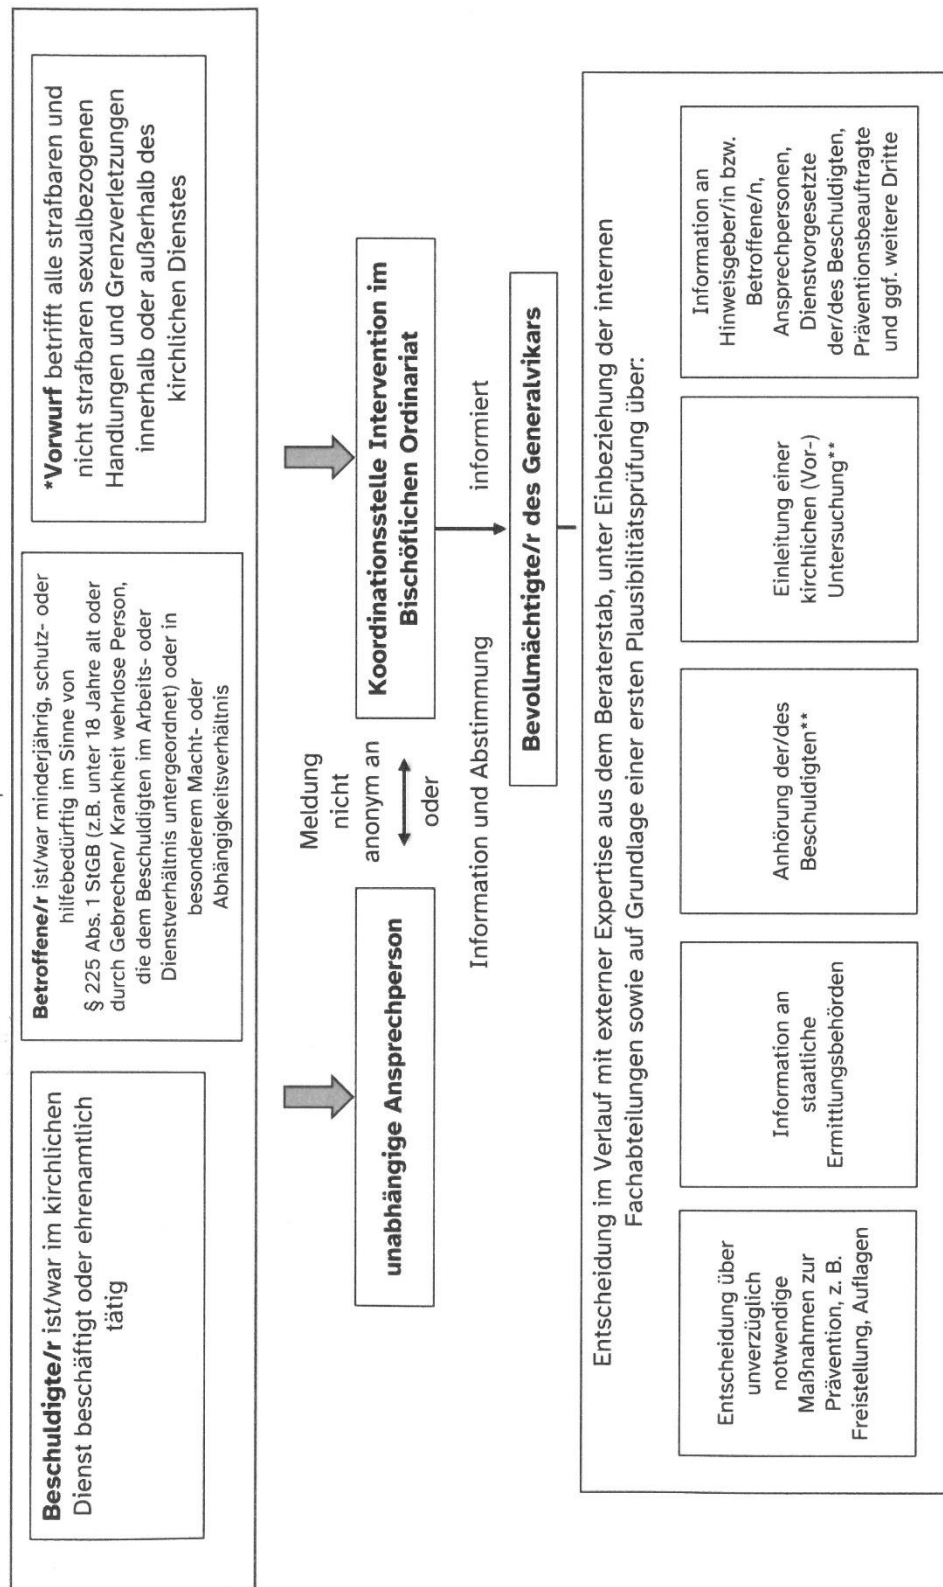 Beschuldigte/r ist/war im kirchlichen
Dienst beschäftigt oder ehrenamtlich
tätig
Betroffene/r ist/war minderjährig, schutz- oder
hilfebedürftig im Sinne von
§ 225 Abs. 1 StGB (z.B. unter 18 Jahre alt oder
durch Gebrechen/ Krankheit wehrlose Person,
die dem Beschuldigten im Arbeits- oder
Dienstverhältnis untergeordnet) oder in
besonderem Macht- oder
Abhängigkeitsverhältnis
*Vorwurf betrifft alle strafbaren und
nicht strafbaren sexualbezogenen
Handlungen und Grenzverletzungen
innerhalb oder außerhalb des
kirchlichen Dienstes
unabhängige Ansprechperson
Meldung
nicht
anonym an
oder
Koordinationsstelle Intervention im
Bischöflichen Ordinariat
Information und Abstimmung
informiert
Bevollmächtigte/r des Generalvikars
Entscheidung im Verlauf mit externer Expertise aus dem Beraterstab, unter Einbeziehung der internen
Fachabteilungen sowie auf Grundlage einer ersten Plausibilitätsprüfung über:
Entscheidung über
unverzüglich
notwendige
Maßnahmen zur
Prävention, z. B.
Freistellung, Auflagen
Information an
staatliche
Ermittlungsbehörden
Anhörung der/des
Beschuldigten**
Einleitung einer
kirchlichen (Vor-)
Untersuchung**
Information an
Hinweisgeber/in bzw.
Betroffene/n,
Ansprechpersonen,
Dienstvorgesetzte
der/des Beschuldigten,
Präventionsbeauftragte
und ggf. weitere Dritte